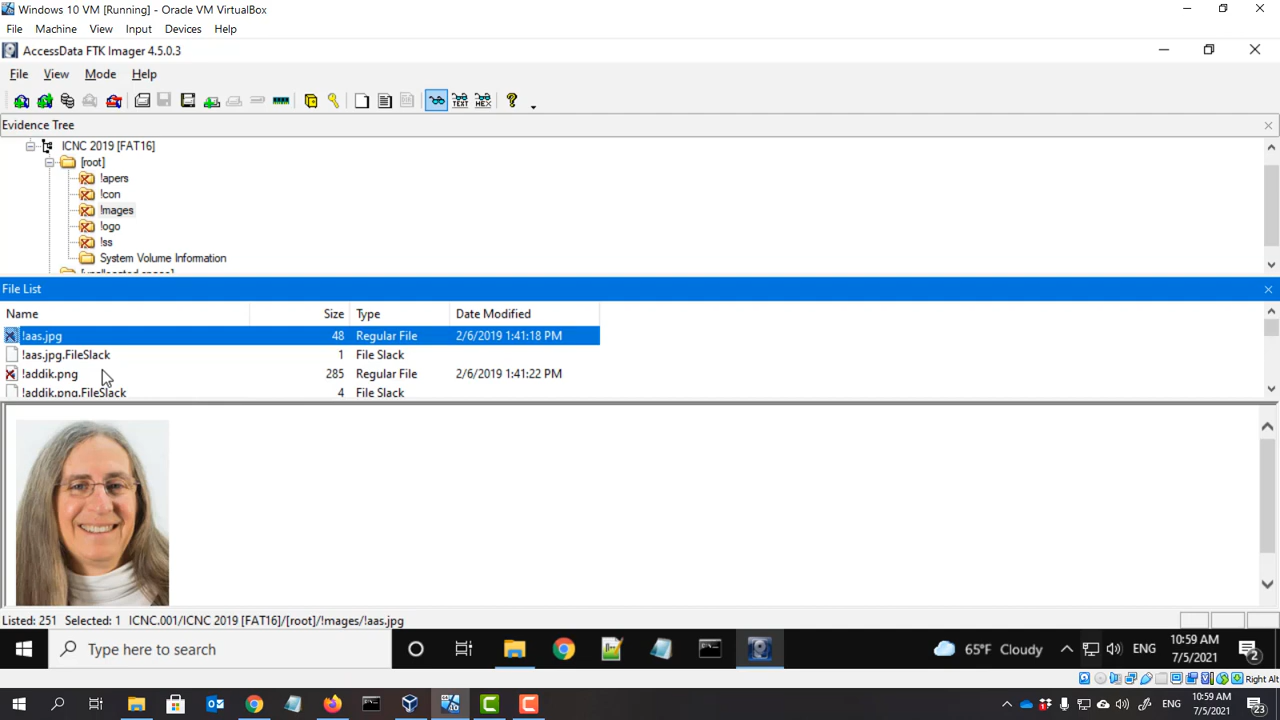 Windows 10 VM [Running] - Oracle VM VirtualBox
File Machine View Input Devices Help
AccessData FTK Imager 4.5.0.3
File View Mode Help
TEXT HEX ?
Evidence Tree
ICNC 2019 [FAT16]
[root]
!apers
!con
!mages
!ogo
!ss
System Volume Information
[unallocated space]
File List
Name Size Type Date Modified
!aas.jpg 48 Regular File 2/6/2019 1:41:18 PM
!aas.jpg.FileSlack 1 File Slack
!addik.png 285 Regular File 2/6/2019 1:41:22 PM
!addik.png.FileSlack 4 File Slack
Listed: 251 Selected: 1 ICNC.001/ICNC 2019 [FAT16]/[root]/!mages/!aas.jpg
Type here to search 65°F Cloudy ENG 10:59 AM 7/5/2021 2
Right Alt
ENG 10:59 AM 7/5/2021 23